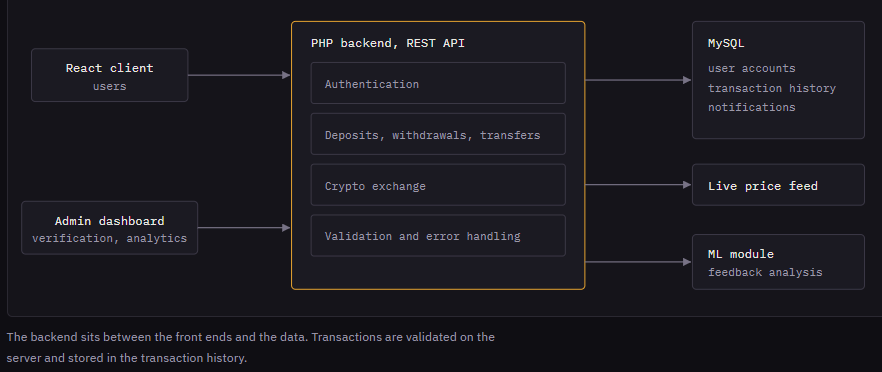 React client
users
Admin dashboard
verification, analytics
PHP backend, REST API
Authentication
Deposits, withdrawals, transfers
Crypto exchange
Validation and error handling
MySQL
user accounts
transaction history
notifications
Live price feed
ML module
feedback analysis
The backend sits between the front ends and the data. Transactions are validated on the
server and stored in the transaction history.